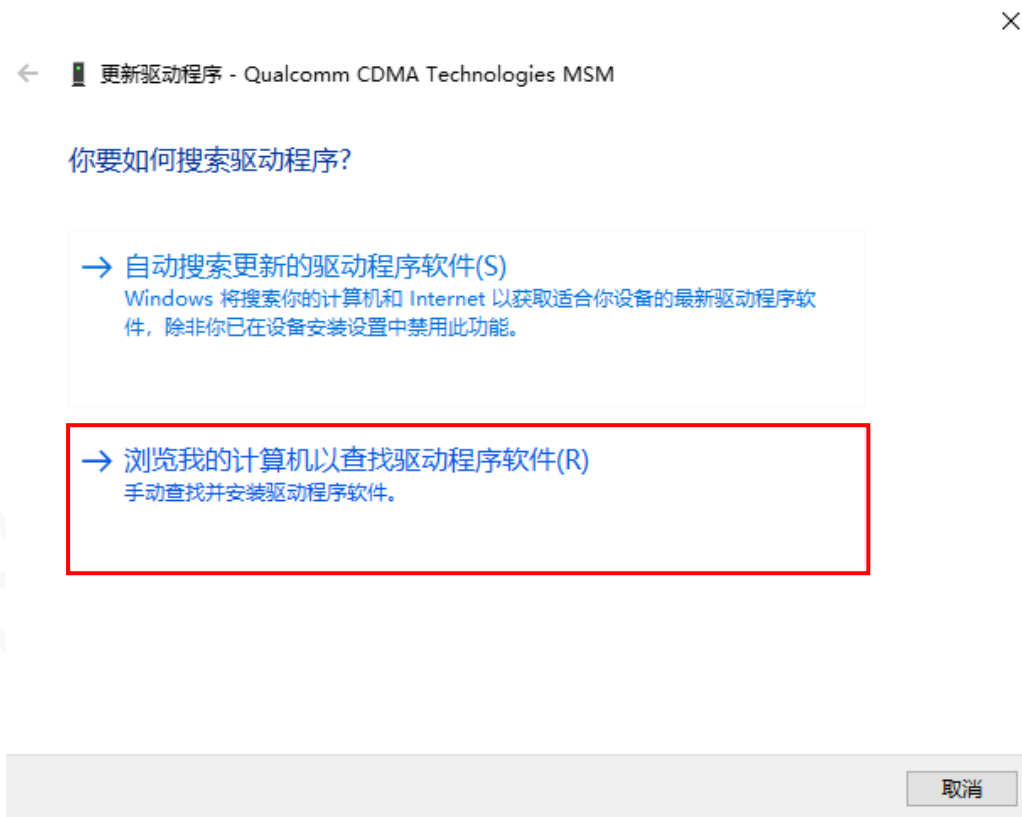 更新驱动程序 - Qualcomm CDMA Technologies MSM
你要如何搜索驱动程序?
自动搜索更新的驱动程序软件(S)
Windows 将搜索你的计算机和 Internet 以获取适合你设备的最新驱动程序软
件，除非你已在设备安装设置中禁用此功能。
浏览我的计算机以查找驱动程序软件(R)
手动查找并安装驱动程序软件。
取消